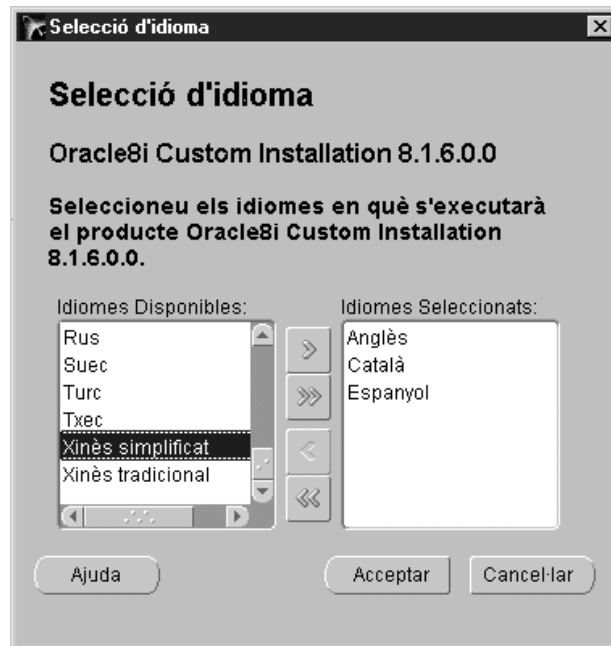 Selecció d'idioma
Selecció d'idioma
Oracle8i Custom Installation 8.1.6.0.0
Seleccioneu els idiomes en què s'executarà
el producte Oracle8i Custom Installation
8.1.6.0.0.
Idiomes Disponibles:
Rus
Suec
Turc
Txec
Xinès simplificat
Xinès tradicional
Idiomes Seleccionats:
Anglès
Català
Espanyol
Ajuda
Acceptar
Cancel·lar